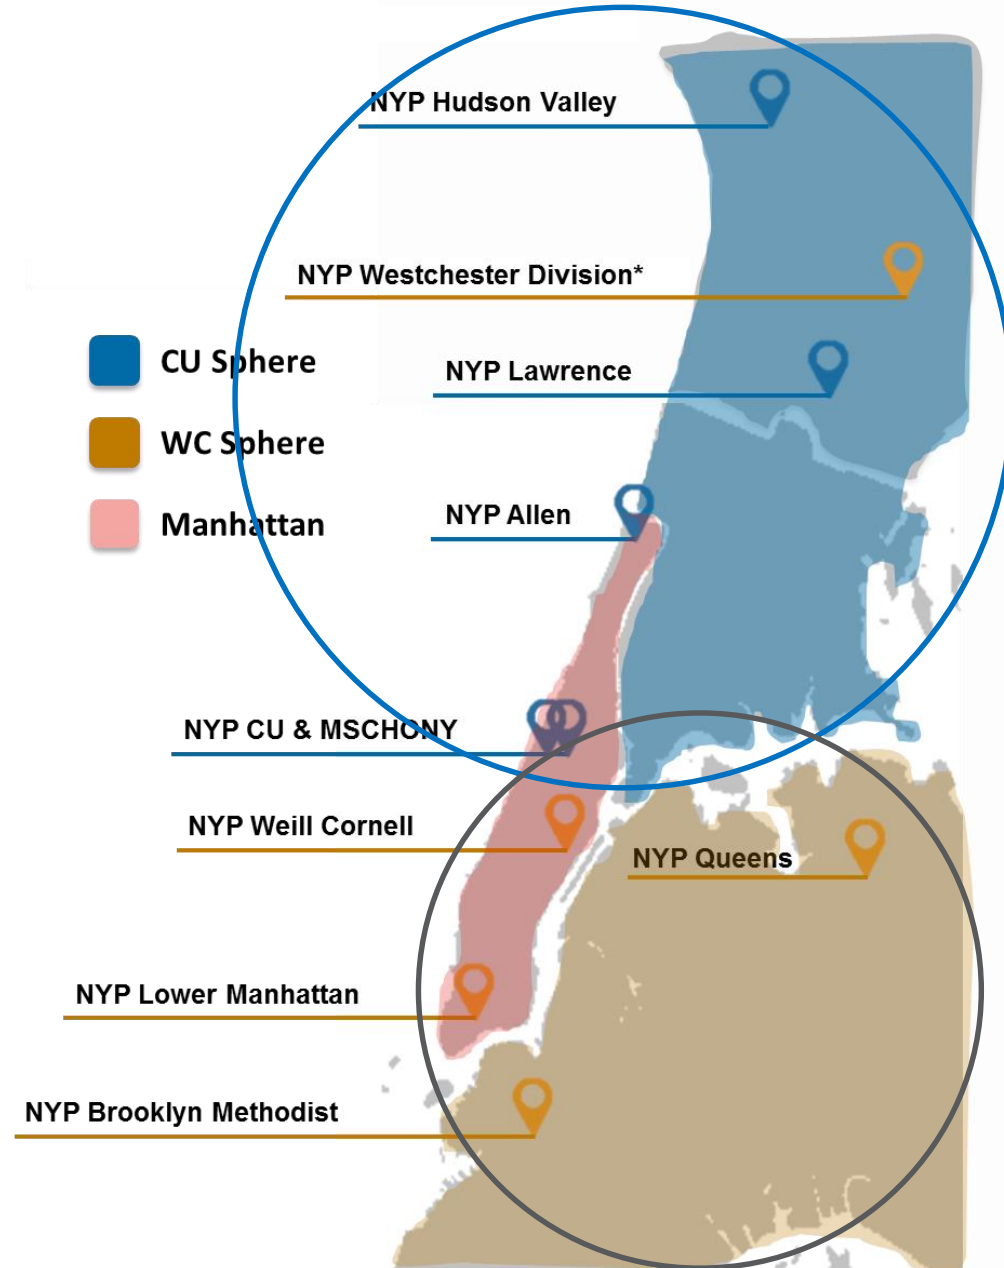 NYP Hudson Valley
NYP Westchester Division*
CU Sphere
NYP Lawrence
WC Sphere
Manhattan
NYP Allen
NYP CU & MSCHONY
NYP Weill Cornell
NYP Queens
NYP Lower Manhattan
NYP Brooklyn Methodist